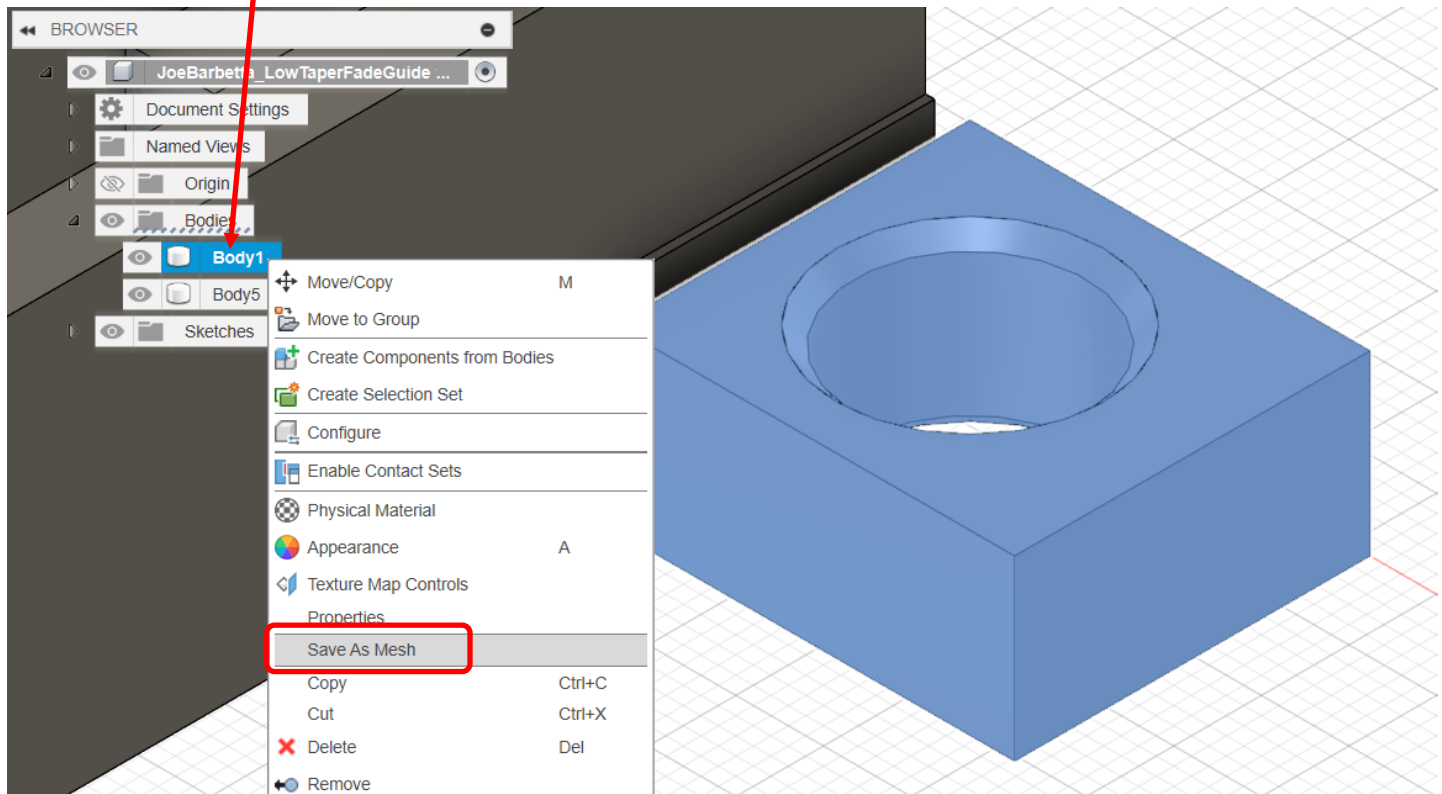 BROWSER
JoeBarbetta_LowTaperFadeGuide ...
Document Settings
Named Views
Origin
Bodies
Body1
Body5
Sketches
Move/Copy M
Move to Group
Create Components from Bodies
Create Selection Set
Configure
Enable Contact Sets
Physical Material
Appearance A
Texture Map Controls
Properties
Save As Mesh
Copy Ctrl+C
Cut Ctrl+X
Delete Del
Remove